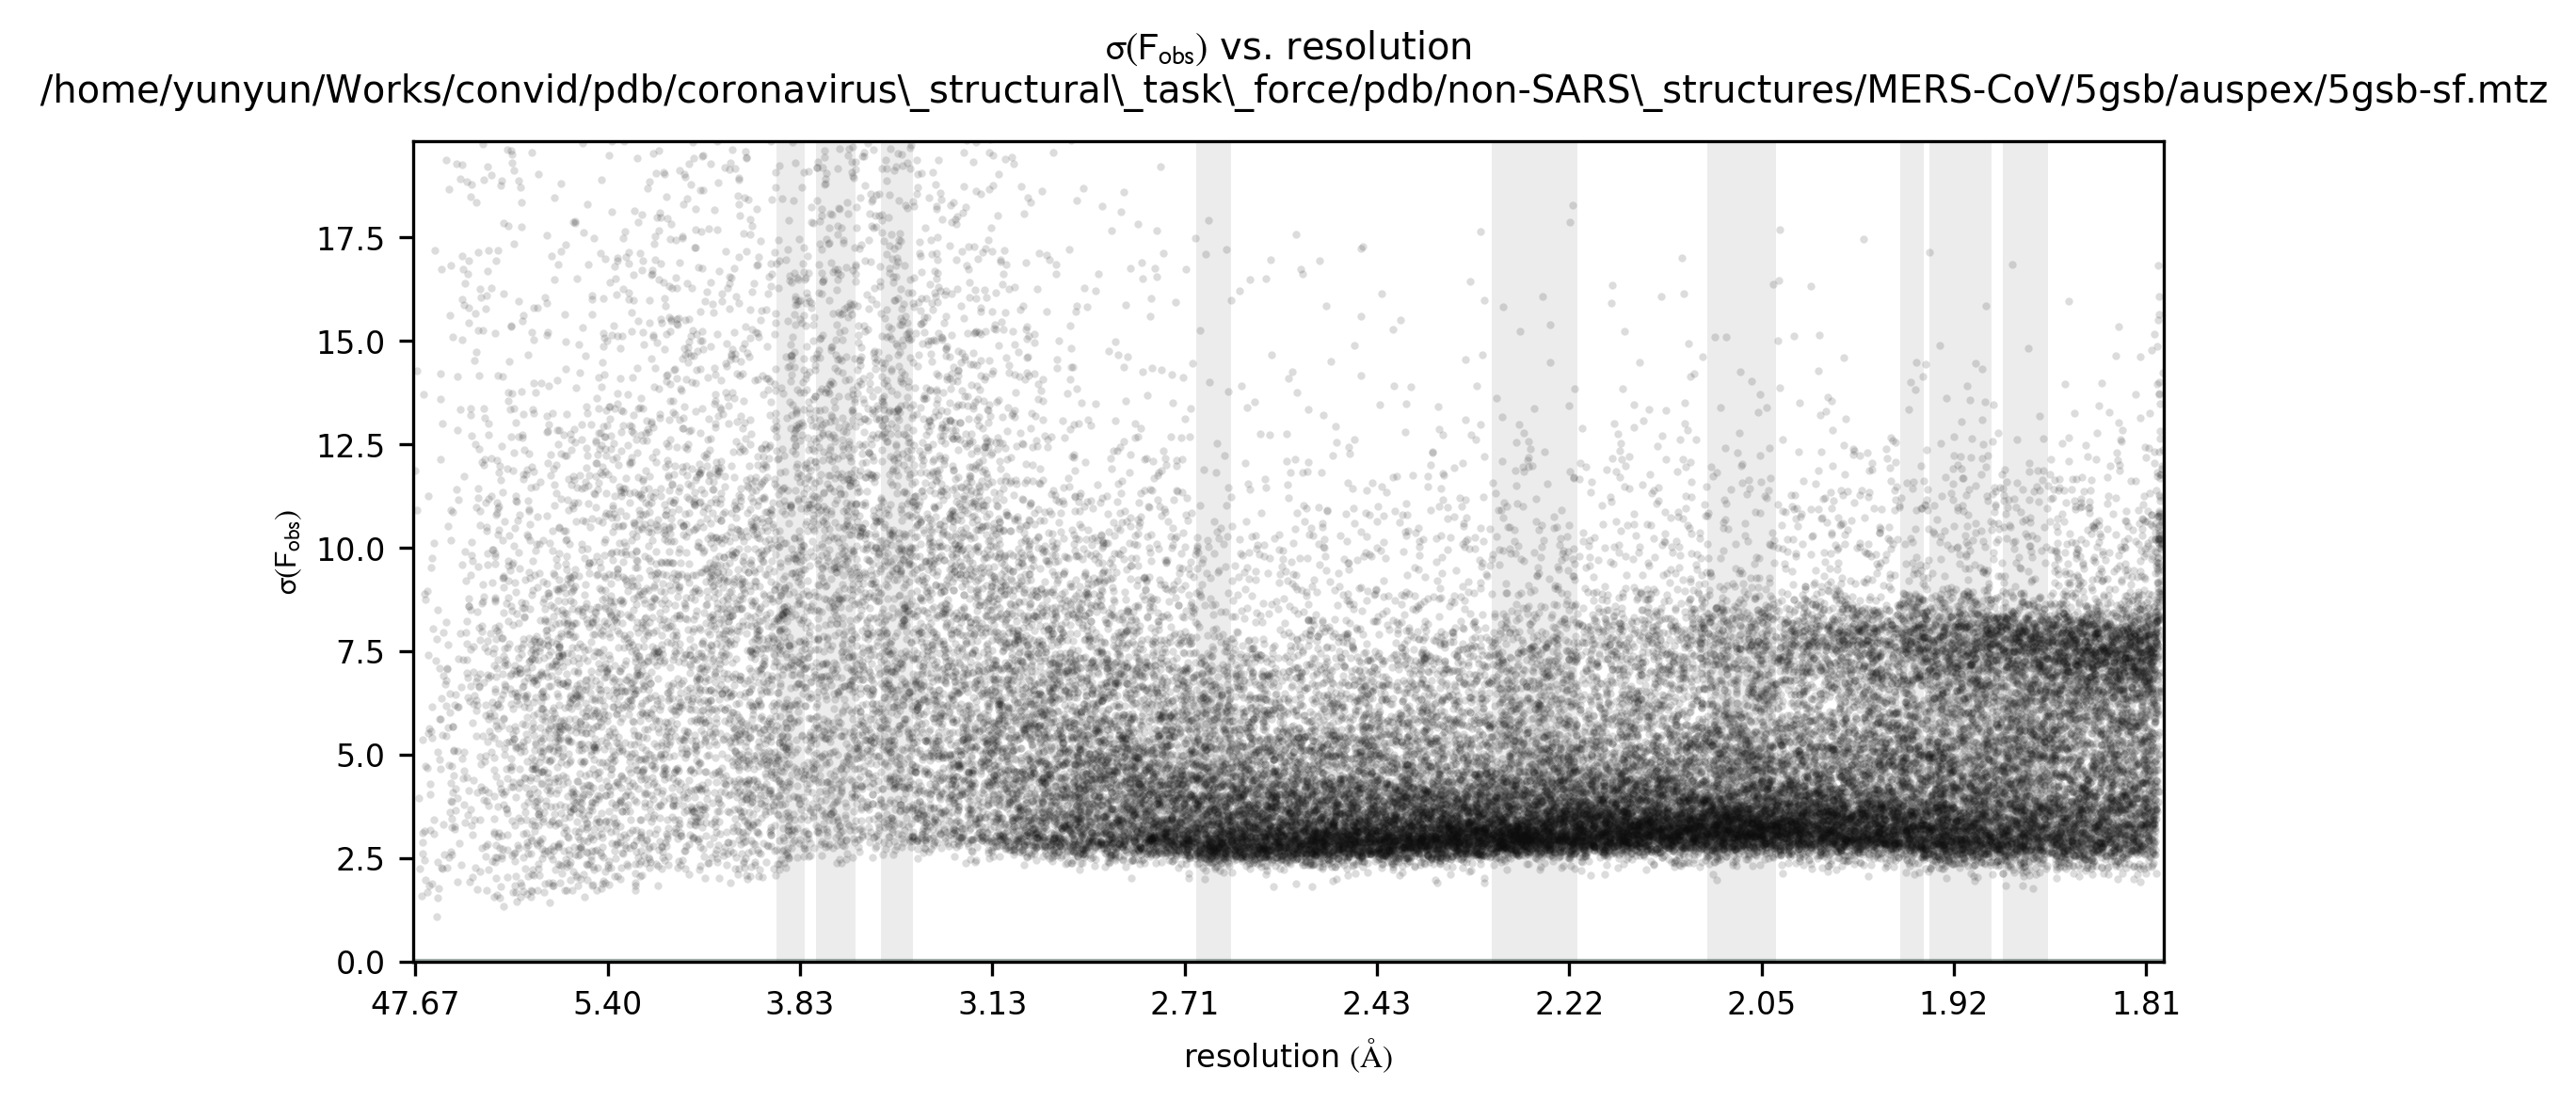 σ(Fobs) vs. resolution
/home/yunyun/Works/convid/pdb/coronavirus\_structural\_task\_force/pdb/non-SARS\_structures/MERS-CoV/5gsb/auspex/5gsb-sf.mtz
17.5
15.0
12.5
10.0
7.5
5.0
2.5
0.0
σ(Fobs)
47.67 5.40 3.83 3.13 2.71 2.43 2.22 2.05 1.92 1.81
resolution (Å)